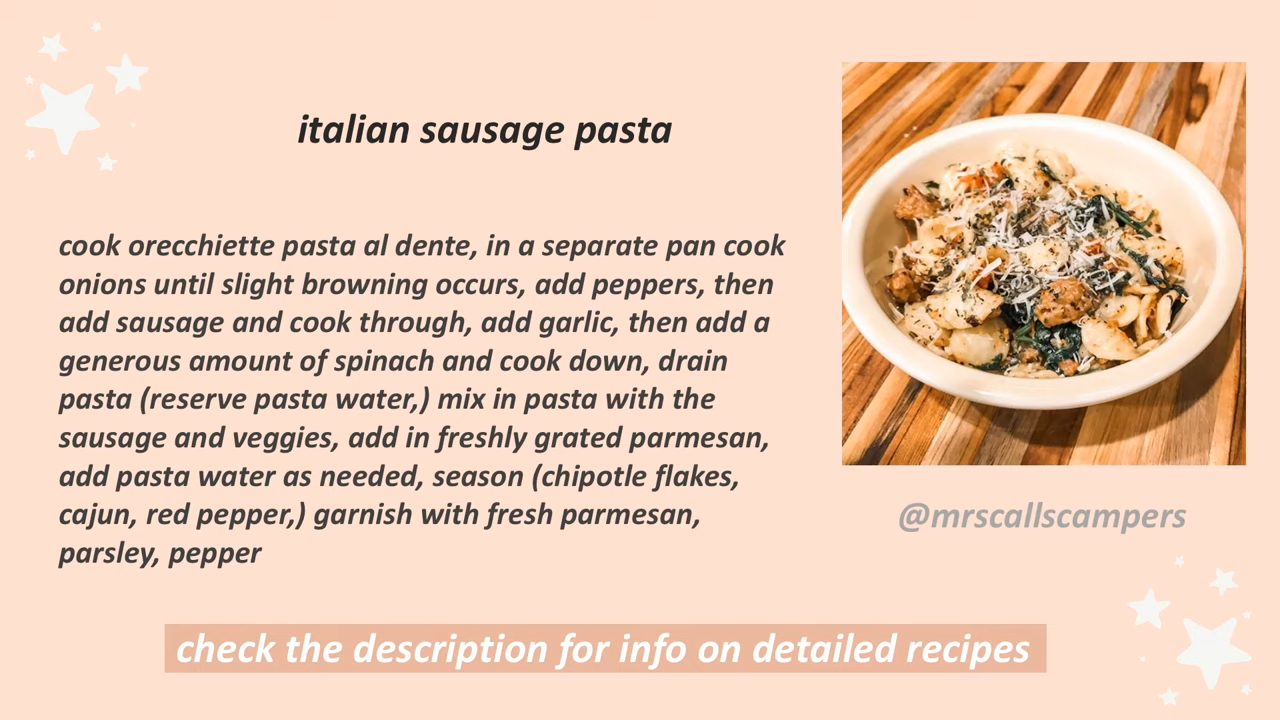 italian sausage pasta
cook orecchiette pasta al dente, in a separate pan cook
onions until slight browning occurs, add peppers, then
add sausage and cook through, add garlic, then add a
generous amount of spinach and cook down, drain
pasta (reserve pasta water,) mix in pasta with the
sausage and veggies, add in freshly grated parmesan,
add pasta water as needed, season (chipotle flakes,
cajun, red pepper,) garnish with fresh parmesan,
parsley, pepper
@mrscallscampers
check the description for info on detailed recipes